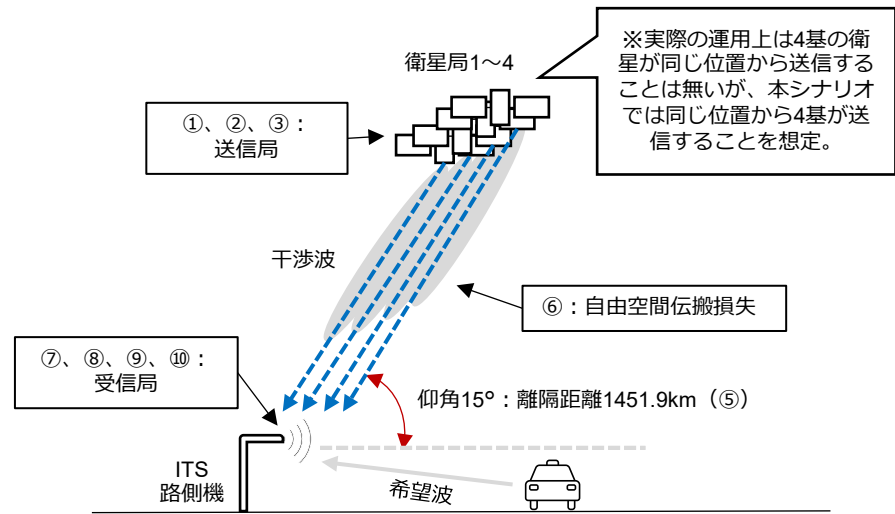 ※実際の運用上は4基の衛
星が同じ位置から送信する
ことは無いが、本シナリオ
では同じ位置から4基が送
信することを想定。
衛星局1～4
①、②、③：
送信局
干渉波
⑥：自由空間伝搬損失
⑦、⑧、⑨、⑩：
受信局
仰角15°：離隔距離1451.9km（⑤）
ITS
路側機
希望波